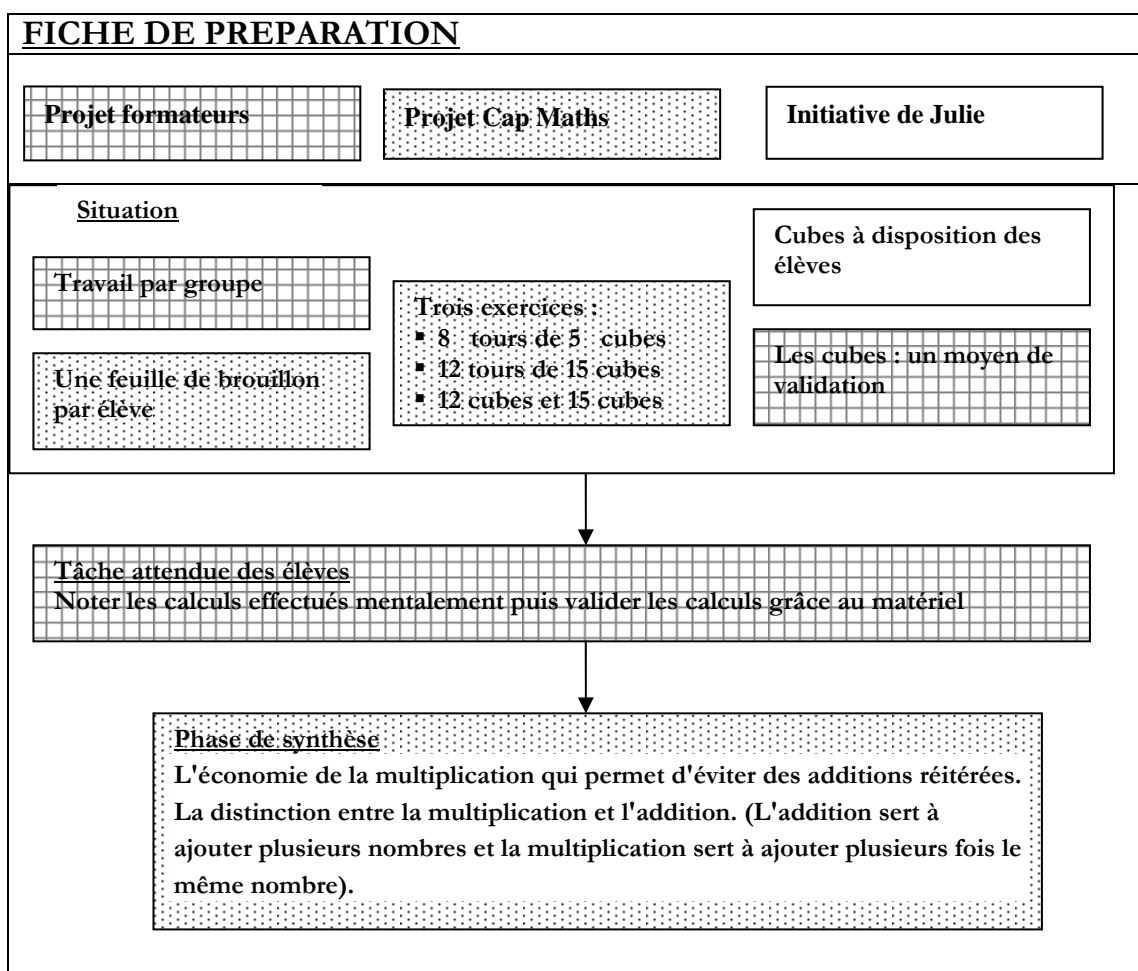 FICHE DE PREPARATION
Projet formateurs
Projet Cap Maths
Initiative de Julie
Situation
Travail par groupe
Une feuille de brouillon
par élève
Trois exercices :
▪ 8 tours de 5 cubes
▪ 12 tours de 15 cubes
▪ 12 cubes et 15 cubes
Cubes à disposition des
élèves
Les cubes : un moyen de
validation
Tâche attendue des élèves
Noter les calculs effectués mentalement puis valider les calculs grâce au matériel
Phase de synthèse
L'économie de la multiplication qui permet d'éviter des additions réitérées.
La distinction entre la multiplication et l'addition. (L'addition sert à
ajouter plusieurs nombres et la multiplication sert à ajouter plusieurs fois le
même nombre).